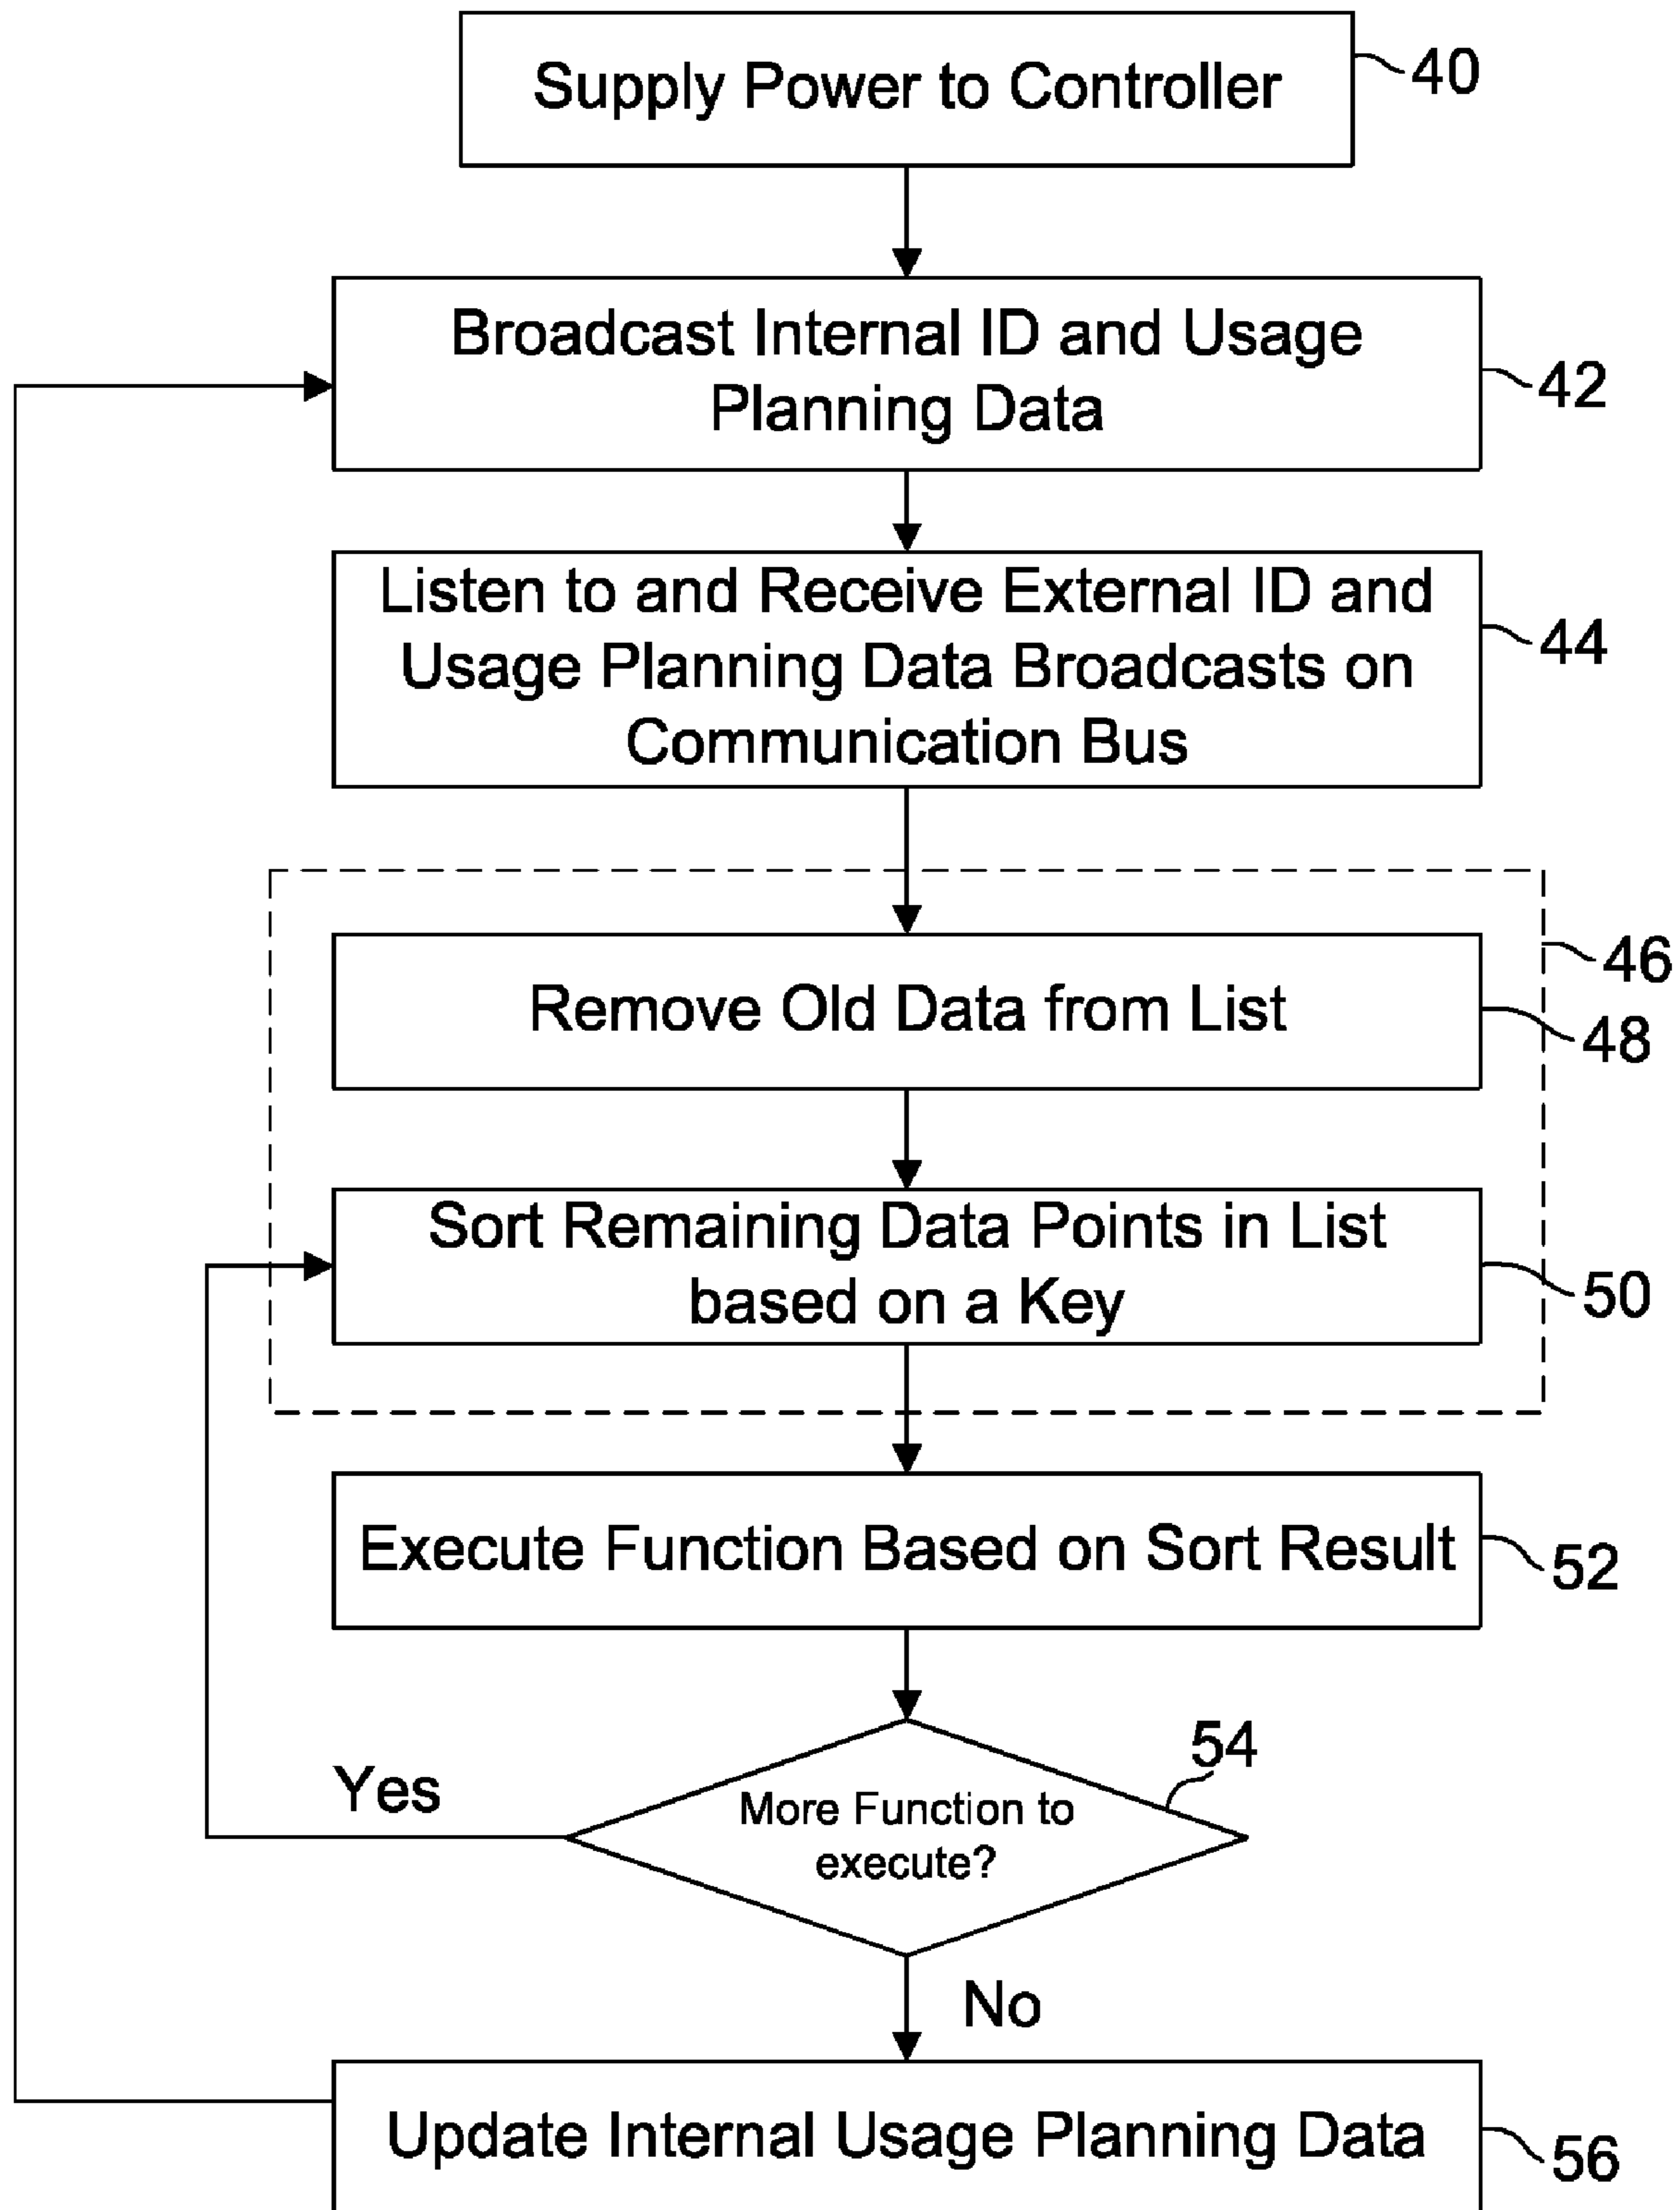 Supply Power to Controller
40
Broadcast Internal ID and Usage
Planning Data
42
Listen to and Receive External ID and
Usage Planning Data Broadcasts on
Communication Bus
44
46
Remove Old Data from List
48
Sort Remaining Data Points in List
based on a Key
50
Execute Function Based on Sort Result
52
54
Yes
More Function to
execute?
No
Update Internal Usage Planning Data
56